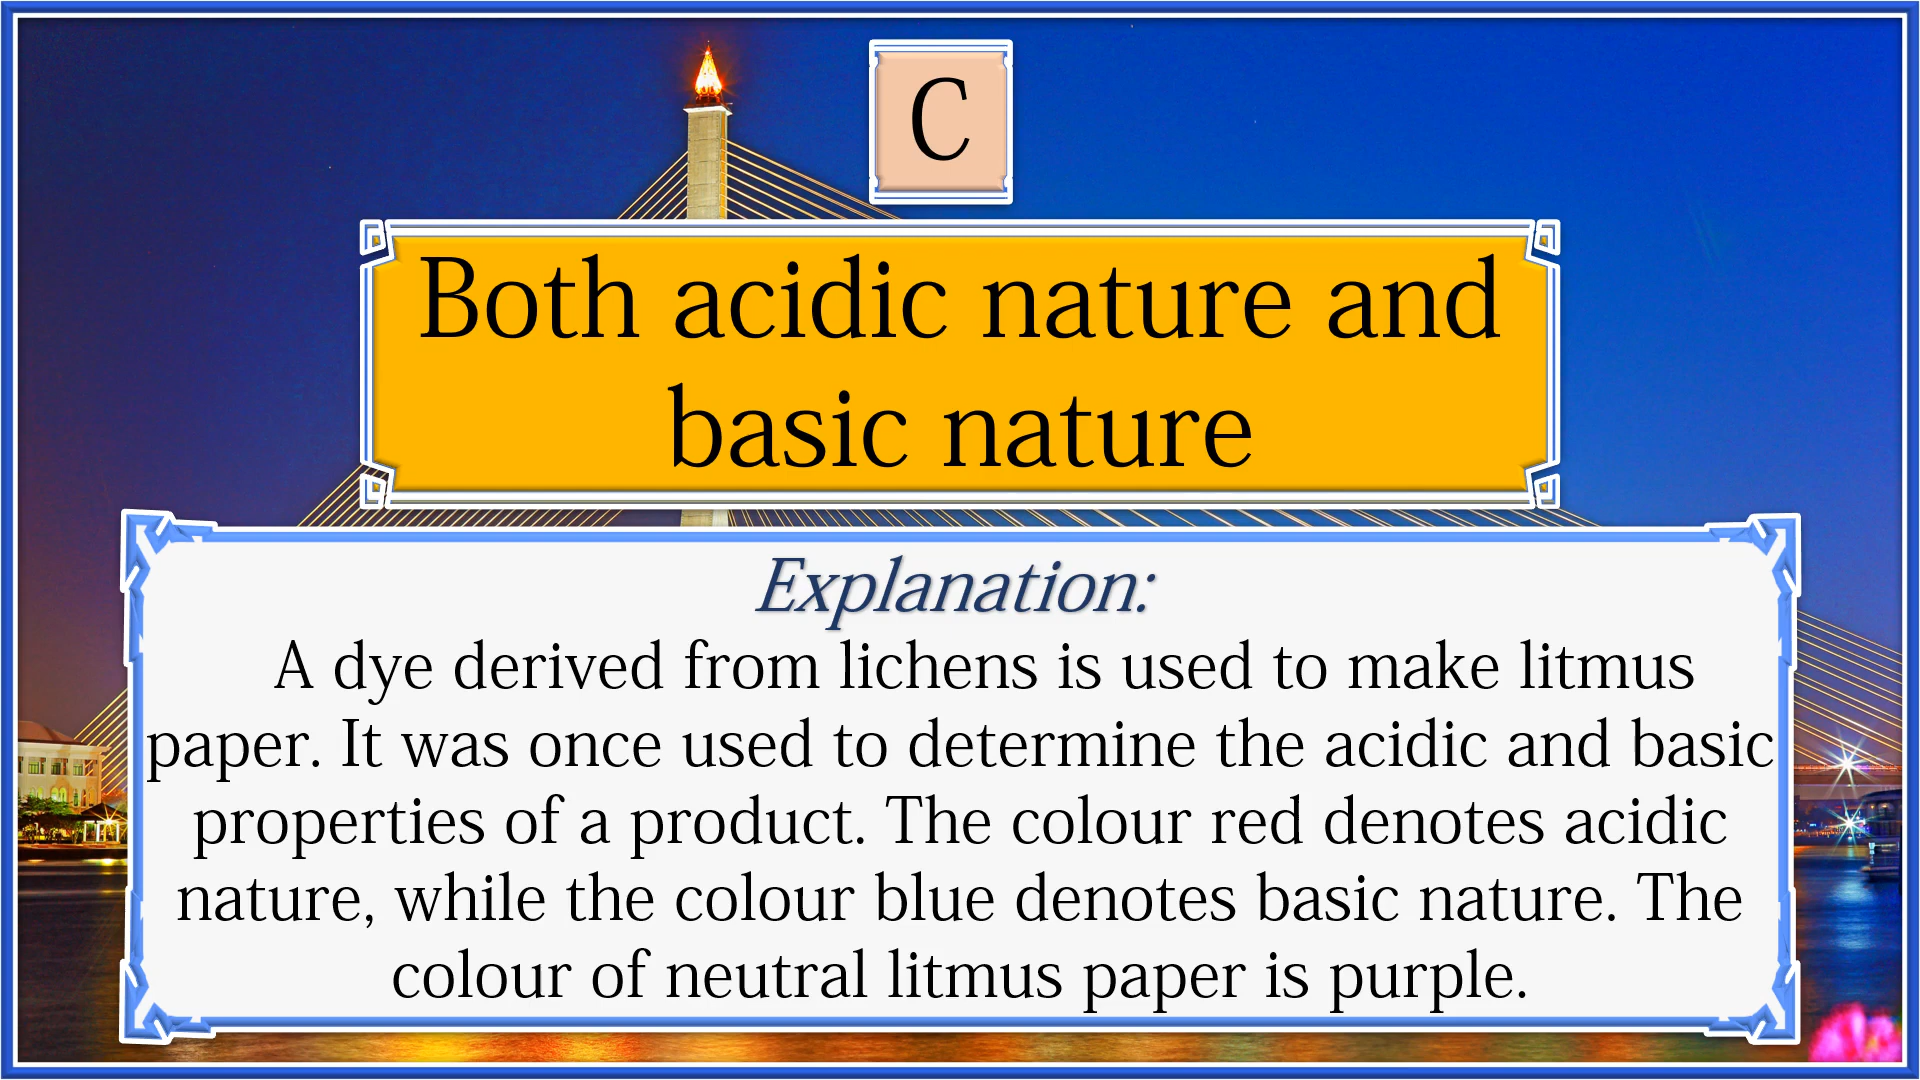 C
Both acidic nature and
basic nature
Explanation:
A dye derived from lichens is used to make litmus
paper. It was once used to determine the acidic and basic
properties of a product. The colour red denotes acidic
nature, while the colour blue denotes basic nature. The
colour of neutral litmus paper is purple.